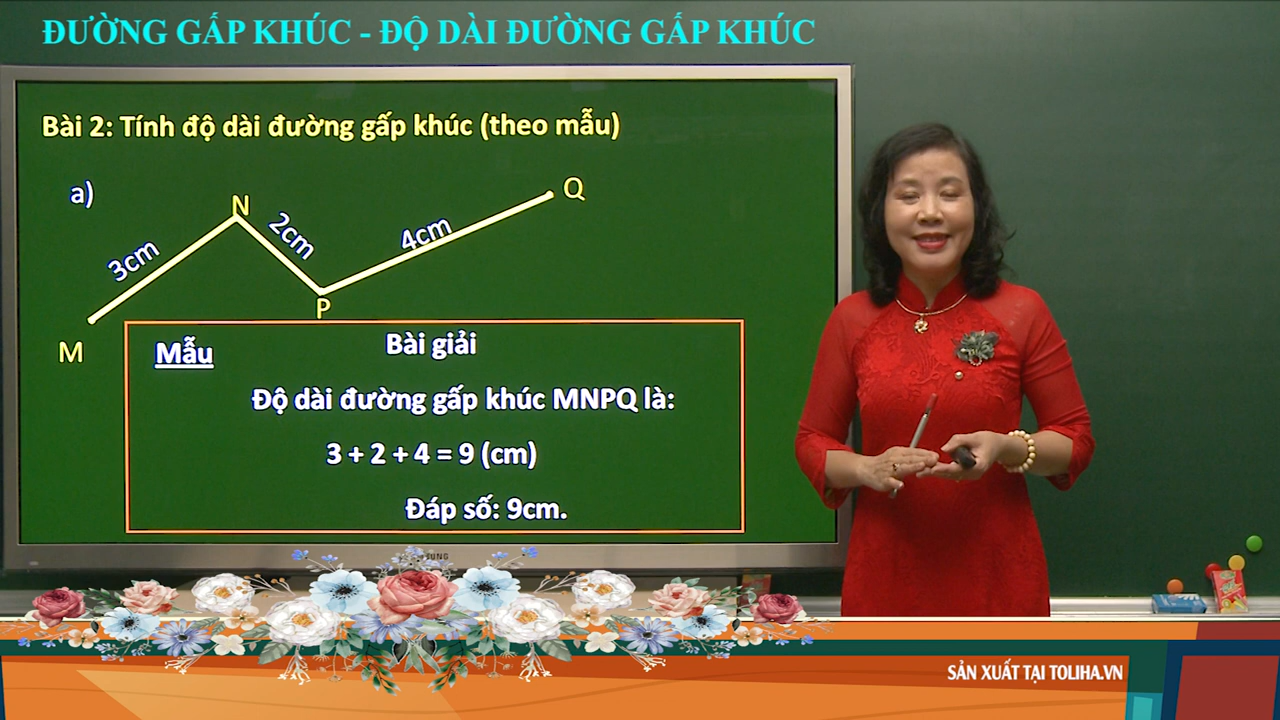 ĐƯỜNG GẤP KHÚC - ĐỘ DÀI ĐƯỜNG GẤP KHÚC
Bài 2: Tính độ dài đường gấp khúc (theo mẫu)
a)
N
Q
3cm
2cm
4cm
P
M
Mẫu
Bài giải
Độ dài đường gấp khúc MNPQ là:
3 + 2 + 4 = 9 (cm)
Đáp số: 9cm.
SẢN XUẤT TẠI TOLIHA.VN